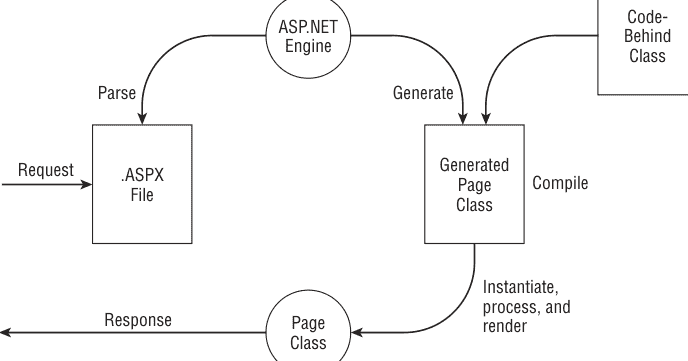 ASP.NET
Engine
Code-
Behind
Class
Parse
Generate
Request
.ASPX
File
Generated
Page
Class
Compile
Instantiate,
process, and
render
Response
Page
Class